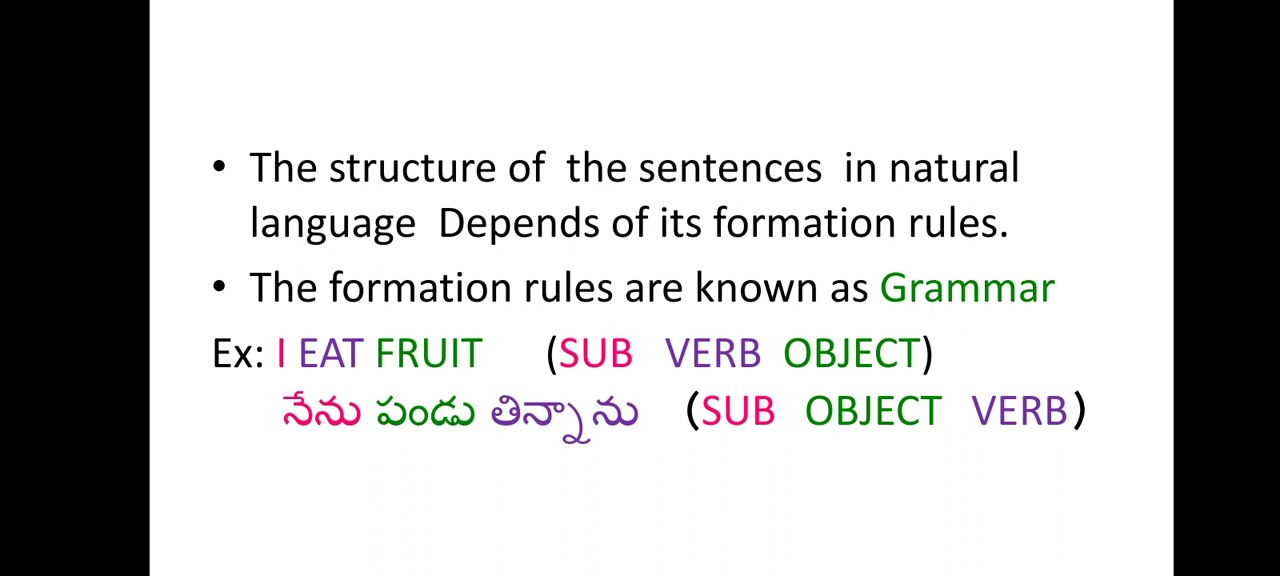 • The structure of the sentences in natural
language Depends of its formation rules.
• The formation rules are known as Grammar
Ex: I EAT FRUIT (SUB VERB OBJECT)
నేను పండు తిన్నాను (SUB OBJECT VERB)